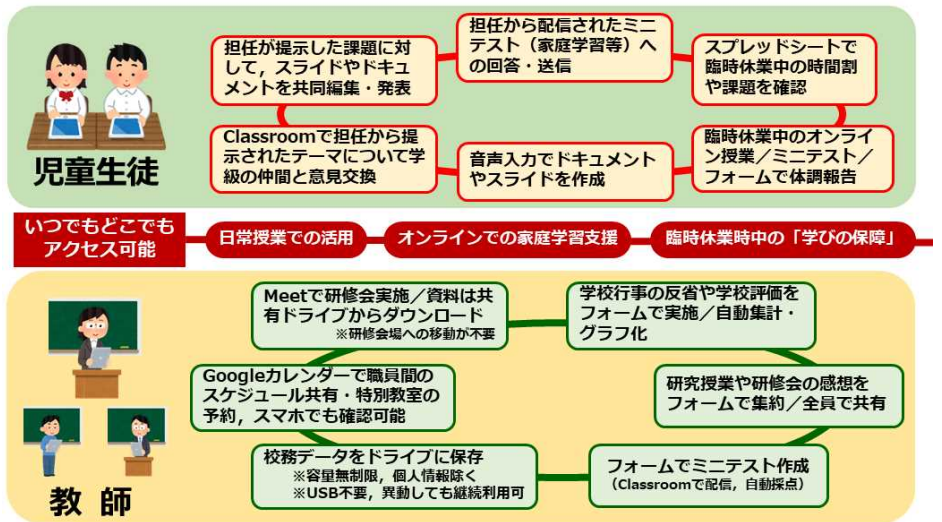 担任が提示した課題に対
して，スライドやドキュ
メントを共同編集・発表
担任から配信されたミニ
テスト（家庭学習等）へ
の回答・送信
スプレッドシートで
臨時休業中の時間割
や課題を確認
Classroomで担任から提
示されたテーマについて学
級の仲間と意見交換
音声入力でドキュメント
やスライドを作成
臨時休業中のオンライ
ン授業／ミニテスト／
フォームで体調報告
児童生徒
いつでもどこでも
アクセス可能
日常授業での活用
オンラインでの家庭学習支援
臨時休業時中の「学びの保障」
Meetで研修会実施／資料は共
有ドライブからダウンロード
※研修会場への移動が不要
学校行事の反省や学校評価を
フォームで実施／自動集計・
グラフ化
Googleカレンダーで職員間の
スケジュール共有・特別教室の
予約，スマホでも確認可能
研究授業や研修会の感想を
フォームで集約／全員で共有
校務データをドライブに保存
※容量無制限，個人情報除く
※USB不要，異動しても継続利用可
フォームでミニテスト作成
（Classroomで配信，自動採点）
教 師